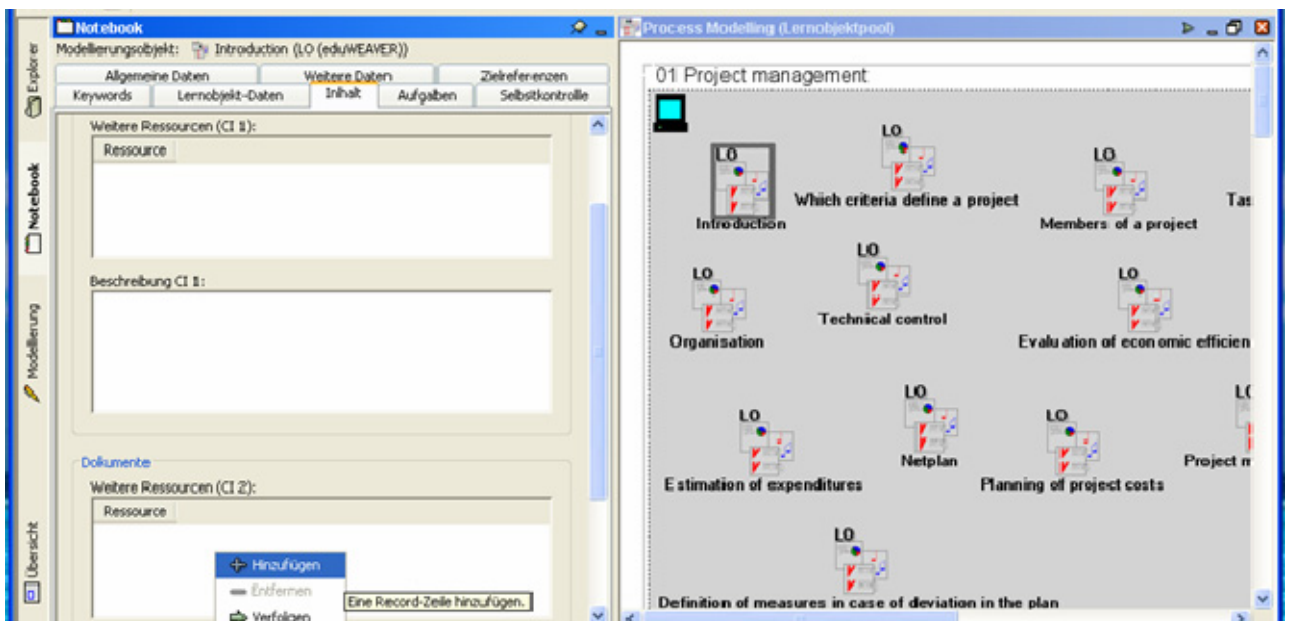 Explorer
Notebook
Modellierung
Übersicht
Notebook
Modellierungsobjekt: Introduction (LO (eduWEAVER))
Allgemeine Daten Weitere Daten Zielreferenzen
Keywords Lernobjekt-Daten Inhalt Aufgaben Selbstkontrolle
Weitere Ressourcen (CI 1):
Ressource
Beschreibung CI 1:
Dokumente
Weitere Ressourcen (CI 2):
Ressource
Hinzufügen
Entfernen
Eine Record-Zeile hinzufügen.
Verfolgen
Process Modelling (Lernobjektpool)
01 Project management
LO
LO
LO
Introduction
Which criteria define a project
Members of a project
Tas
LO
LO
LO
Organisation
Technical control
Evaluation of economic efficien
LO
LO
LO
LO
Estimation of expenditures
Netplan
Planning of project costs
Project m
LO
Definition of measures in case of deviation in the plan